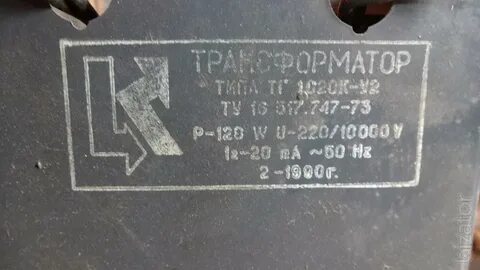 ТРАНСФОРМАТОР
ТИПА ТГ 1020К-У2
ТУ 16 517.747-73
P-128 W U-220/10000 V
I2-20 mA ~50 Hz
2-1990г.